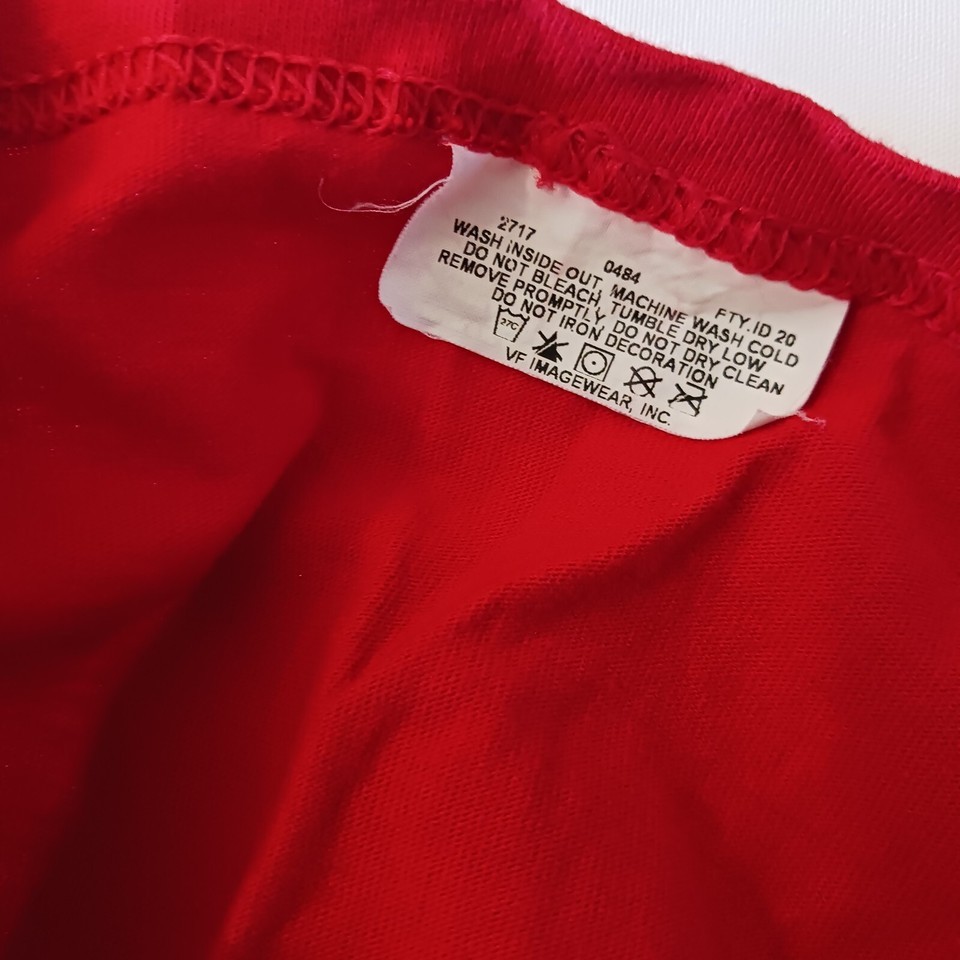 2717 0484 FTY.ID 20
WASH INSIDE OUT, MACHINE WASH COLD
DO NOT BLEACH, TUMBLE DRY LOW
REMOVE PROMPTLY, DO NOT DRY CLEAN
DO NOT IRON DECORATION
27C
VF IMAGEWEAR, INC.